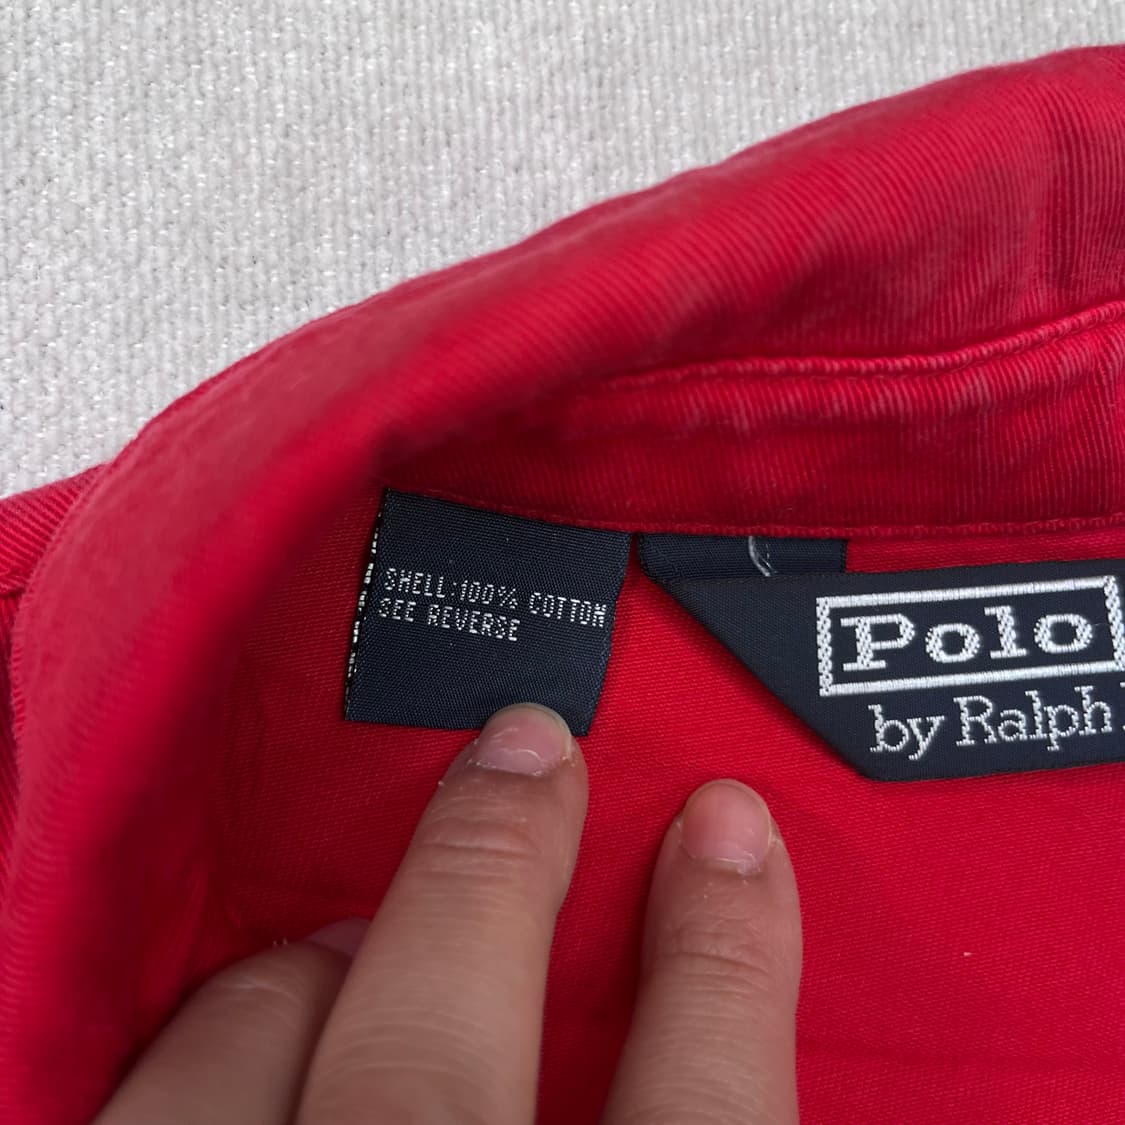 SHELL:100% COTTON
SEE REVERSE
Polo
by Ralph